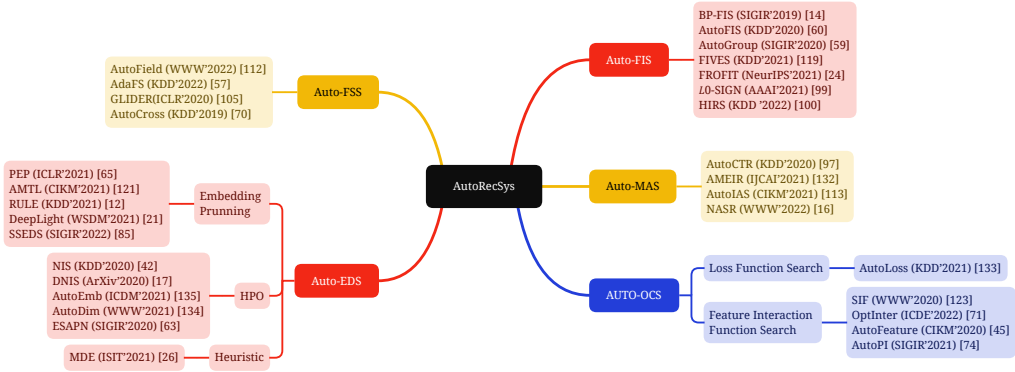 BP-FIS (SIGIR'2019) [14]
AutoFIS (KDD'2020) [60]
AutoGroup (SIGIR'2020) [59]
FIVES (KDD'2021) [119]
FROFIT (NeurIPS'2021) [24]
L0-SIGN (AAAI'2021) [99]
HIRS (KDD '2022) [100]
Auto-FIS
AutoField (WWW'2022) [112]
AdaFS (KDD'2022) [57]
GLIDER(ICLR'2020) [105]
AutoCross (KDD'2019) [70]
Auto-FSS
AutoRecSys
Auto-MAS
AutoCTR (KDD'2020) [97]
AMEIR (IJCAI'2021) [132]
AutoIAS (CIKM'2021) [113]
NASR (WWW'2022) [16]
PEP (ICLR'2021) [65]
AMTL (CIKM'2021) [121]
RULE (KDD'2021) [12]
DeepLight (WSDM'2021) [21]
SSEDS (SIGIR'2022) [85]
Embedding
Prunning
NIS (KDD'2020) [42]
DNIS (ArXiv'2020) [17]
AutoEmb (ICDM'2021) [135]
AutoDim (WWW'2021) [134]
ESAPN (SIGIR'2020) [63]
HPO
Auto-EDS
MDE (ISIT'2021) [26]
Heuristic
AUTO-OCS
Loss Function Search
AutoLoss (KDD'2021) [133]
Feature Interaction
Function Search
SIF (WWW'2020) [123]
OptInter (ICDE'2022) [71]
AutoFeature (CIKM'2020) [45]
AutoPI (SIGIR'2021) [74]